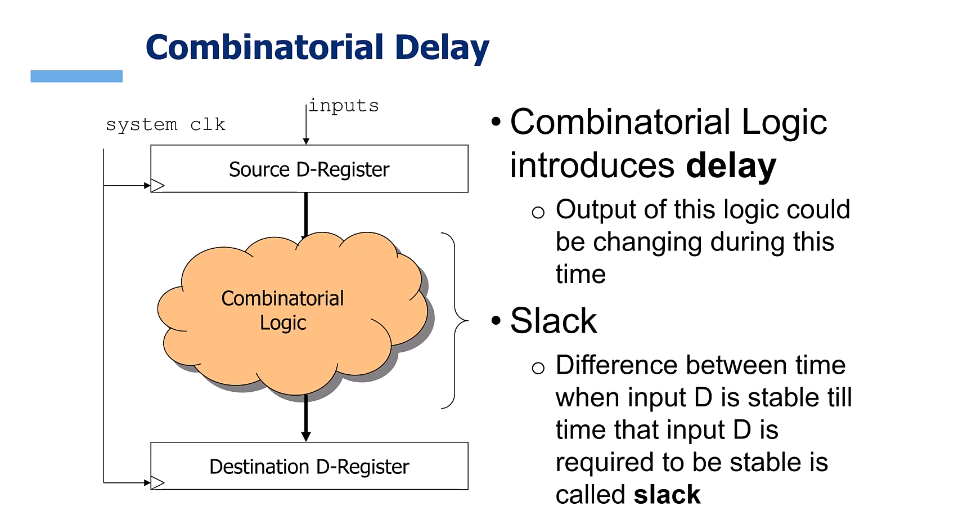 Combinatorial Delay
inputs
system clk
Source D-Register
Combinatorial
Logic
Destination D-Register
• Combinatorial Logic
introduces delay
o Output of this logic could
be changing during this
time
• Slack
o Difference between time
when input D is stable till
time that input D is
required to be stable is
called slack